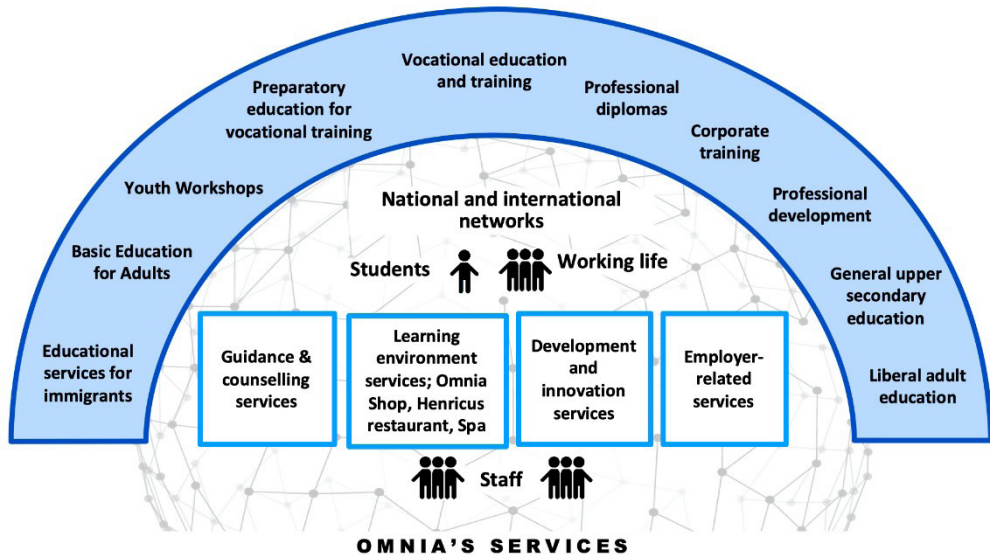 Vocational education
and training
Preparatory
education for
vocational training
Professional
diplomas
Corporate
training
Youth Workshops
Professional
development
Basic Education
for Adults
General upper
secondary
education
Educational
services for
immigrants
Liberal adult
education
National and international
networks
Students
Working life
Guidance &
counselling
services
Learning
environment
services; Omnia
Shop, Henricus
restaurant, Spa
Development
and
innovation
services
Employer-
related
services
Staff
OMNIA'S SERVICES